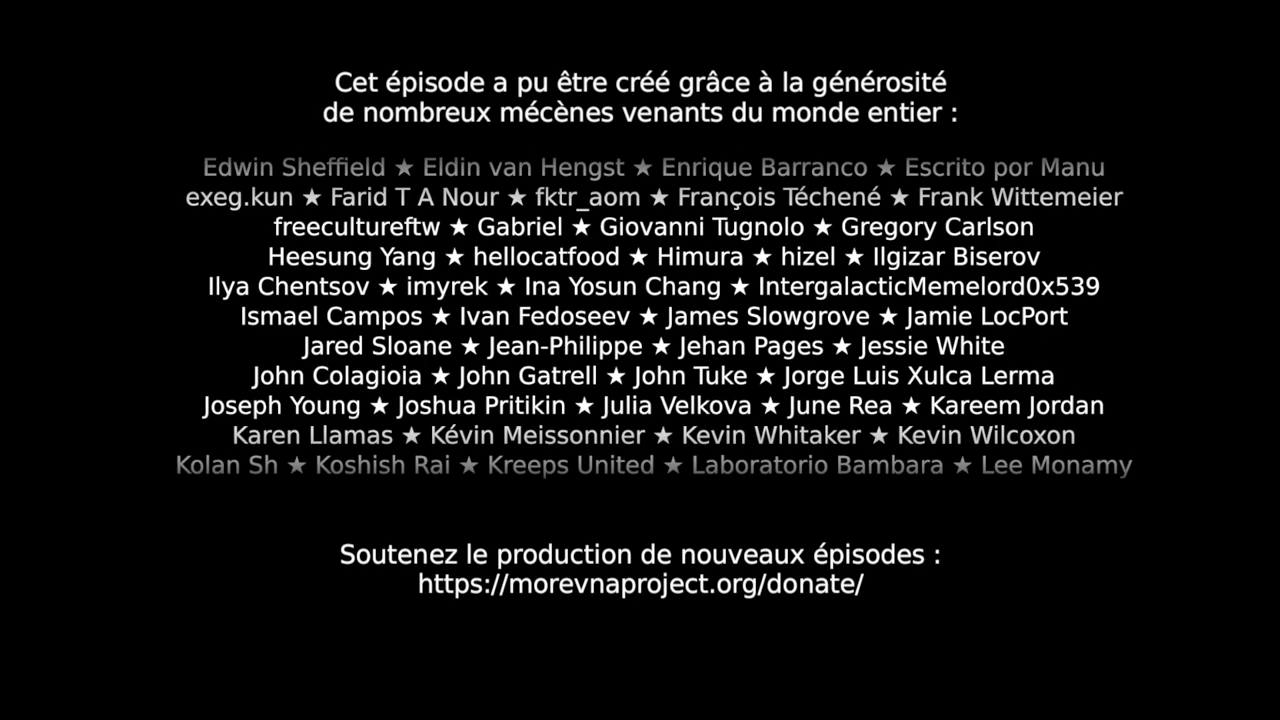 Cet épisode a pu être créé grâce à la générosité
de nombreux mécènes venants du monde entier :
Edwin Sheffield ★ Eldin van Hengst ★ Enrique Barranco ★ Escrito por Manu
exeg.kun ★ Farid T A Nour ★ fktr_aom ★ François Téchené ★ Frank Wittemeier
freecultureftw ★ Gabriel ★ Giovanni Tugnolo ★ Gregory Carlson
Heesung Yang ★ hellocatfood ★ Himura ★ hizel ★ Ilgizar Biserov
Ilya Chentsov ★ imyrek ★ Ina Yosun Chang ★ IntergalacticMemelord0x539
Ismael Campos ★ Ivan Fedoseev ★ James Slowgrove ★ Jamie LocPort
Jared Sloane ★ Jean-Philippe ★ Jehan Pages ★ Jessie White
John Colagioia ★ John Gatrell ★ John Tuke ★ Jorge Luis Xulca Lerma
Joseph Young ★ Joshua Pritikin ★ Julia Velkova ★ June Rea ★ Kareem Jordan
Karen Llamas ★ Kévin Meissonnier ★ Kevin Whitaker ★ Kevin Wilcoxon
Kolan Sh ★ Koshish Rai ★ Kreeps United ★ Laboratorio Bambara ★ Lee Monamy
Soutenez le production de nouveaux épisodes :
https://morevnaproject.org/donate/